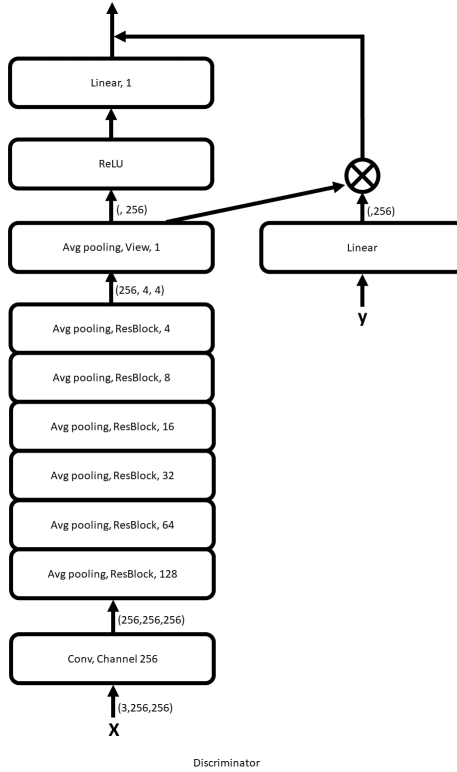 Linear, 1
ReLU
(, 256)
(,256)
Avg pooling, View, 1
Linear
(256, 4, 4)
y
Avg pooling, ResBlock, 4
Avg pooling, ResBlock, 8
Avg pooling, ResBlock, 16
Avg pooling, ResBlock, 32
Avg pooling, ResBlock, 64
Avg pooling, ResBlock, 128
(256,256,256)
Conv, Channel 256
(3,256,256)
X
Discriminator